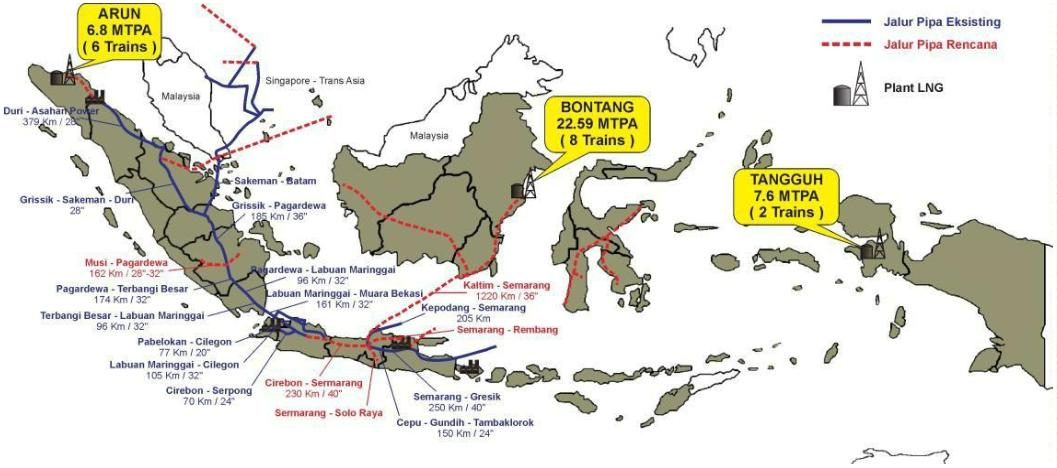 ARUN
6.8 MTPA
( 6 Trains )
Jalur Pipa Eksisting
Jalur Pipa Rencana
Plant LNG
Singapore - Trans Asia
Malaysia
Malaysia
BONTANG
22.59 MTPA
( 8 Trains )
TANGGUH
7.6 MTPA
( 2 Trains )
Duri - Asahan Power
379 Km / 28"
Sakeman - Batam
Grissik - Sakeman - Duri
28"
Grissik - Pagardewa
185 Km / 36"
Musi - Pagardewa
162 Km / 28"-32"
Pagardewa - Labuan Maringgai
96 Km / 32"
Pagardewa - Terbangi Besar
174 Km / 32"
Labuan Maringgai - Muara Bekasi
161 Km / 32"
Kaltim - Semarang
1220 Km / 36"
Terbangi Besar - Labuan Maringgai
96 Km / 32"
Kepodang - Semarang
205 Km
Semarang - Rembang
Pabelokan - Cilegon
77 Km / 20"
Labuan Maringgai - Cilegon
105 Km / 32"
Cirebon - Serpong
70 Km / 24"
Cirebon - Sermarang
230 Km / 40"
Sermarang - Solo Raya
Semarang - Gresik
250 Km / 40"
Cepu - Gundih - Tambaklorok
150 Km / 24"